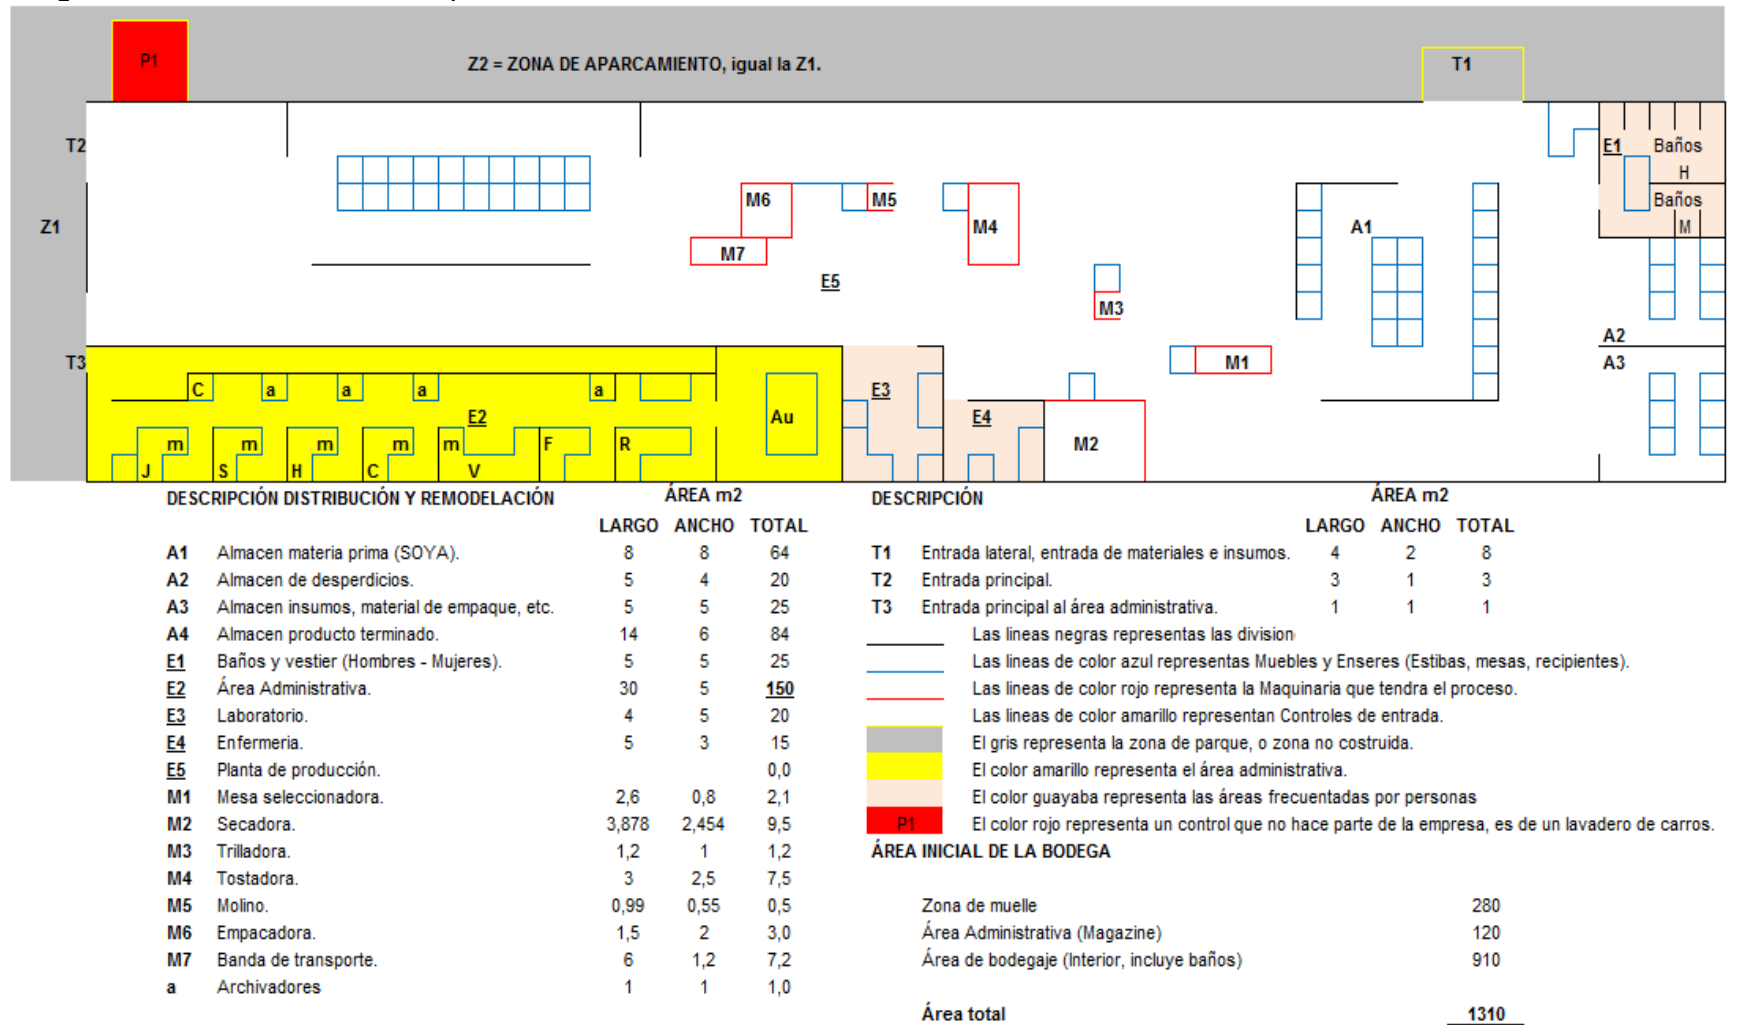 P1
Z2 = ZONA DE APARCAMIENTO, igual la Z1.
T1
T2
E1 Baños
H
Baños
M
Z1
M6
M5
M4
A1
M7
E5
M3
A2
T3
M1
A3
C a a a a
E2
Au
E3
E4
m m m m m F R
M2
J S H C V
DESCRIPCIÓN DISTRIBUCIÓN Y REMODELACIÓN ÁREA m2
LARGO ANCHO TOTAL
A1 Almacen materia prima (SOYA). 8 8 64
A2 Almacen de desperdicios. 5 4 20
A3 Almacen insumos, material de empaque, etc. 5 5 25
A4 Almacen producto terminado. 14 6 84
E1 Baños y vestier (Hombres - Mujeres). 5 5 25
E2 Área Administrativa. 30 5 150
E3 Laboratorio. 4 5 20
E4 Enfermeria. 5 3 15
E5 Planta de producción. 0,0
M1 Mesa seleccionadora. 2,6 0,8 2,1
M2 Secadora. 3,878 2,454 9,5
M3 Trilladora. 1,2 1 1,2
M4 Tostadora. 3 2,5 7,5
M5 Molino. 0,99 0,55 0,5
M6 Empacadora. 1,5 2 3,0
M7 Banda de transporte. 6 1,2 7,2
a Archivadores 1 1 1,0
DESCRIPCIÓN ÁREA m2
LARGO ANCHO TOTAL
T1 Entrada lateral, entrada de materiales e insumos. 4 2 8
T2 Entrada principal. 3 1 3
T3 Entrada principal al área administrativa. 1 1 1
Las lineas negras representas las division
Las lineas de color azul representas Muebles y Enseres (Estibas, mesas, recipientes).
Las lineas de color rojo representa la Maquinaria que tendra el proceso.
Las lineas de color amarillo representan Controles de entrada.
El gris representa la zona de parque, o zona no costruida.
El color amarillo representa el área administrativa.
El color guayaba representa las áreas frecuentadas por personas
P1 El color rojo representa un control que no hace parte de la empresa, es de un lavadero de carros.
ÁREA INICIAL DE LA BODEGA
Zona de muelle 280
Área Administrativa (Magazine) 120
Área de bodegaje (Interior, incluye baños) 910
Área total 1310